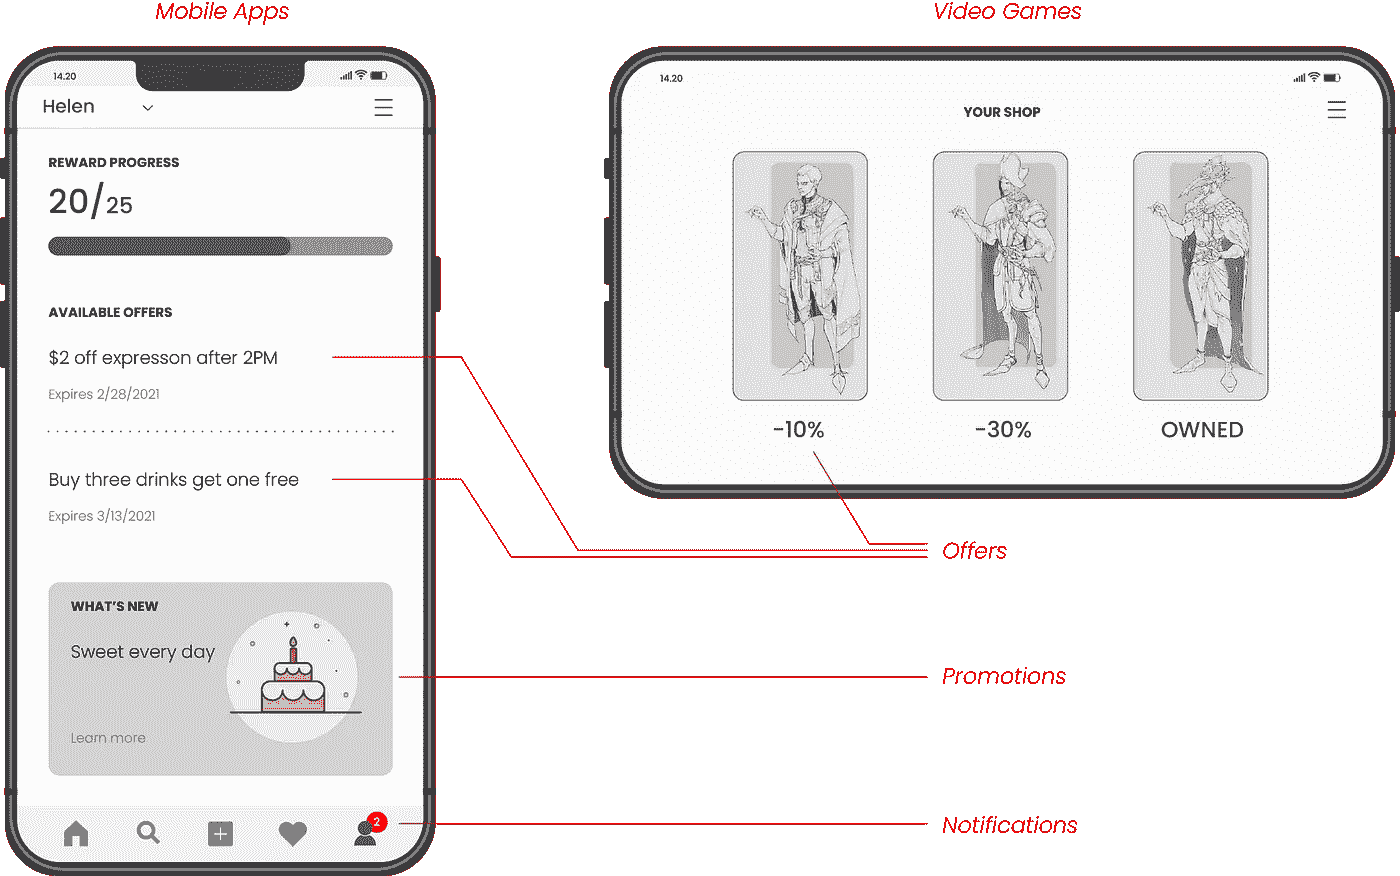 Mobile Apps
14.20
Helen
REWARD PROGRESS
20/25
AVAILABLE OFFERS
$2 off expresson after 2PM
Expires 2/28/2021
Buy three drinks get one free
Expires 3/13/2021
WHAT'S NEW
Sweet every day
Learn more
2
Video Games
14.20
YOUR SHOP
-10%
-30%
OWNED
Offers
Promotions
Notifications